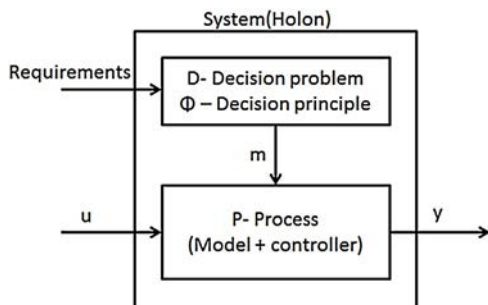 System(Holon)
Requirements
D- Decision problem
Φ – Decision principle
m
u
P- Process
(Model + controller)
y